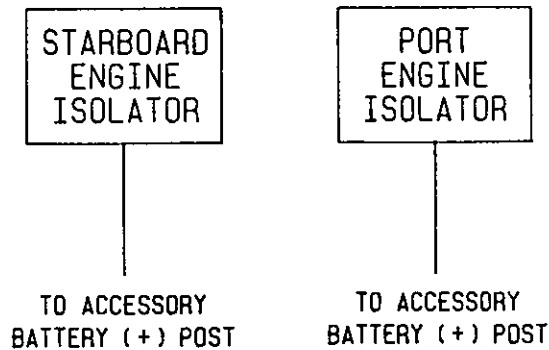 STARBOARD
ENGINE
ISOLATOR
PORT
ENGINE
ISOLATOR
TO ACCESSORY
BATTERY (+) POST
TO ACCESSORY
BATTERY (+) POST